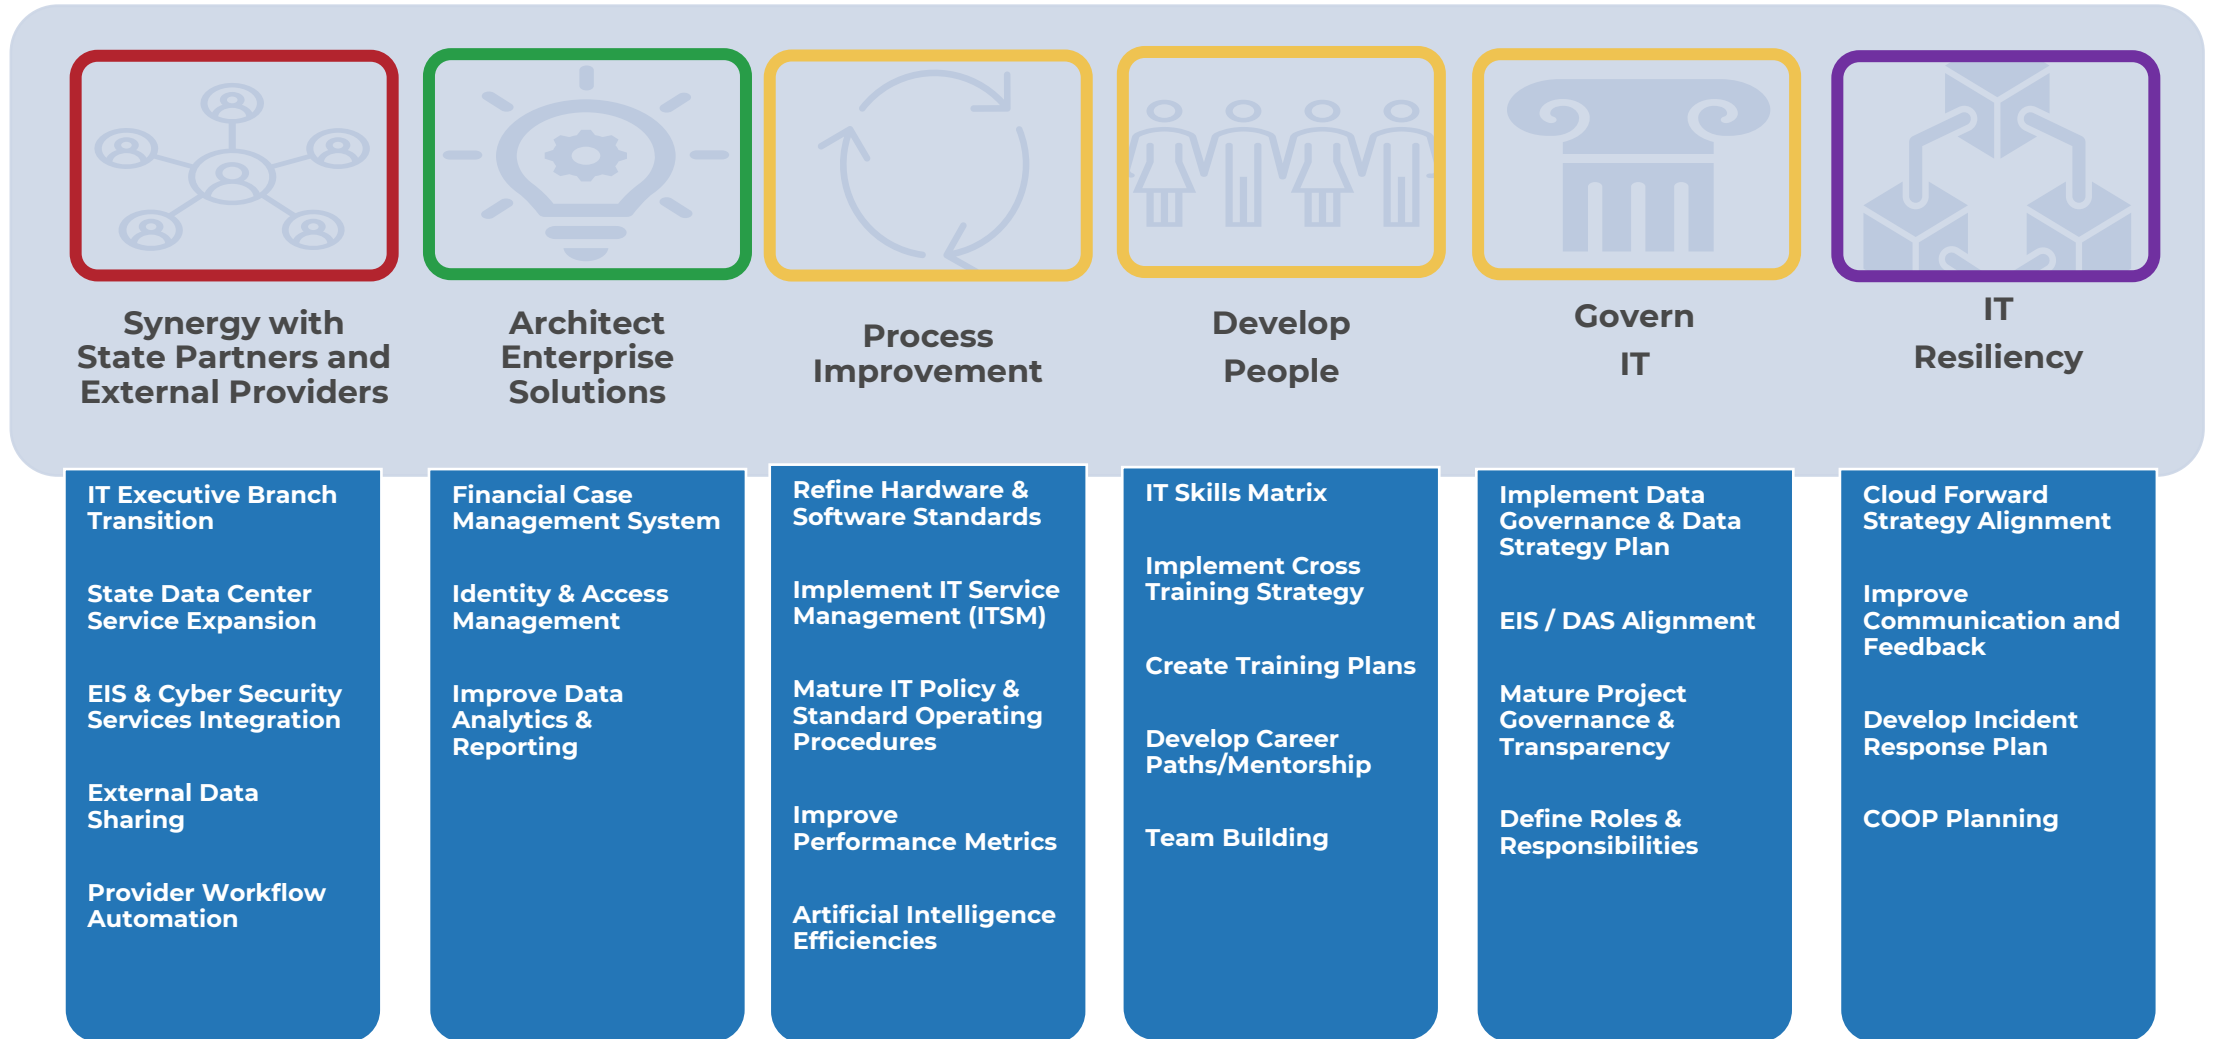 Synergy with
State Partners and
External Providers
Architect
Enterprise
Solutions
Process
Improvement
Develop
People
Govern
IT
IT
Resiliency
IT Executive Branch
Transition
State Data Center
Service Expansion
EIS & Cyber Security
Services Integration
External Data
Sharing
Provider Workflow
Automation
Financial Case
Management System
Identity & Access
Management
Improve Data
Analytics &
Reporting
Refine Hardware &
Software Standards
Implement IT Service
Management (ITSM)
Mature IT Policy &
Standard Operating
Procedures
Improve
Performance Metrics
Artificial Intelligence
Efficiencies
IT Skills Matrix
Implement Cross
Training Strategy
Create Training Plans
Develop Career
Paths/Mentorship
Team Building
Implement Data
Governance & Data
Strategy Plan
EIS / DAS Alignment
Mature Project
Governance &
Transparency
Define Roles &
Responsibilities
Cloud Forward
Strategy Alignment
Improve
Communication and
Feedback
Develop Incident
Response Plan
COOP Planning